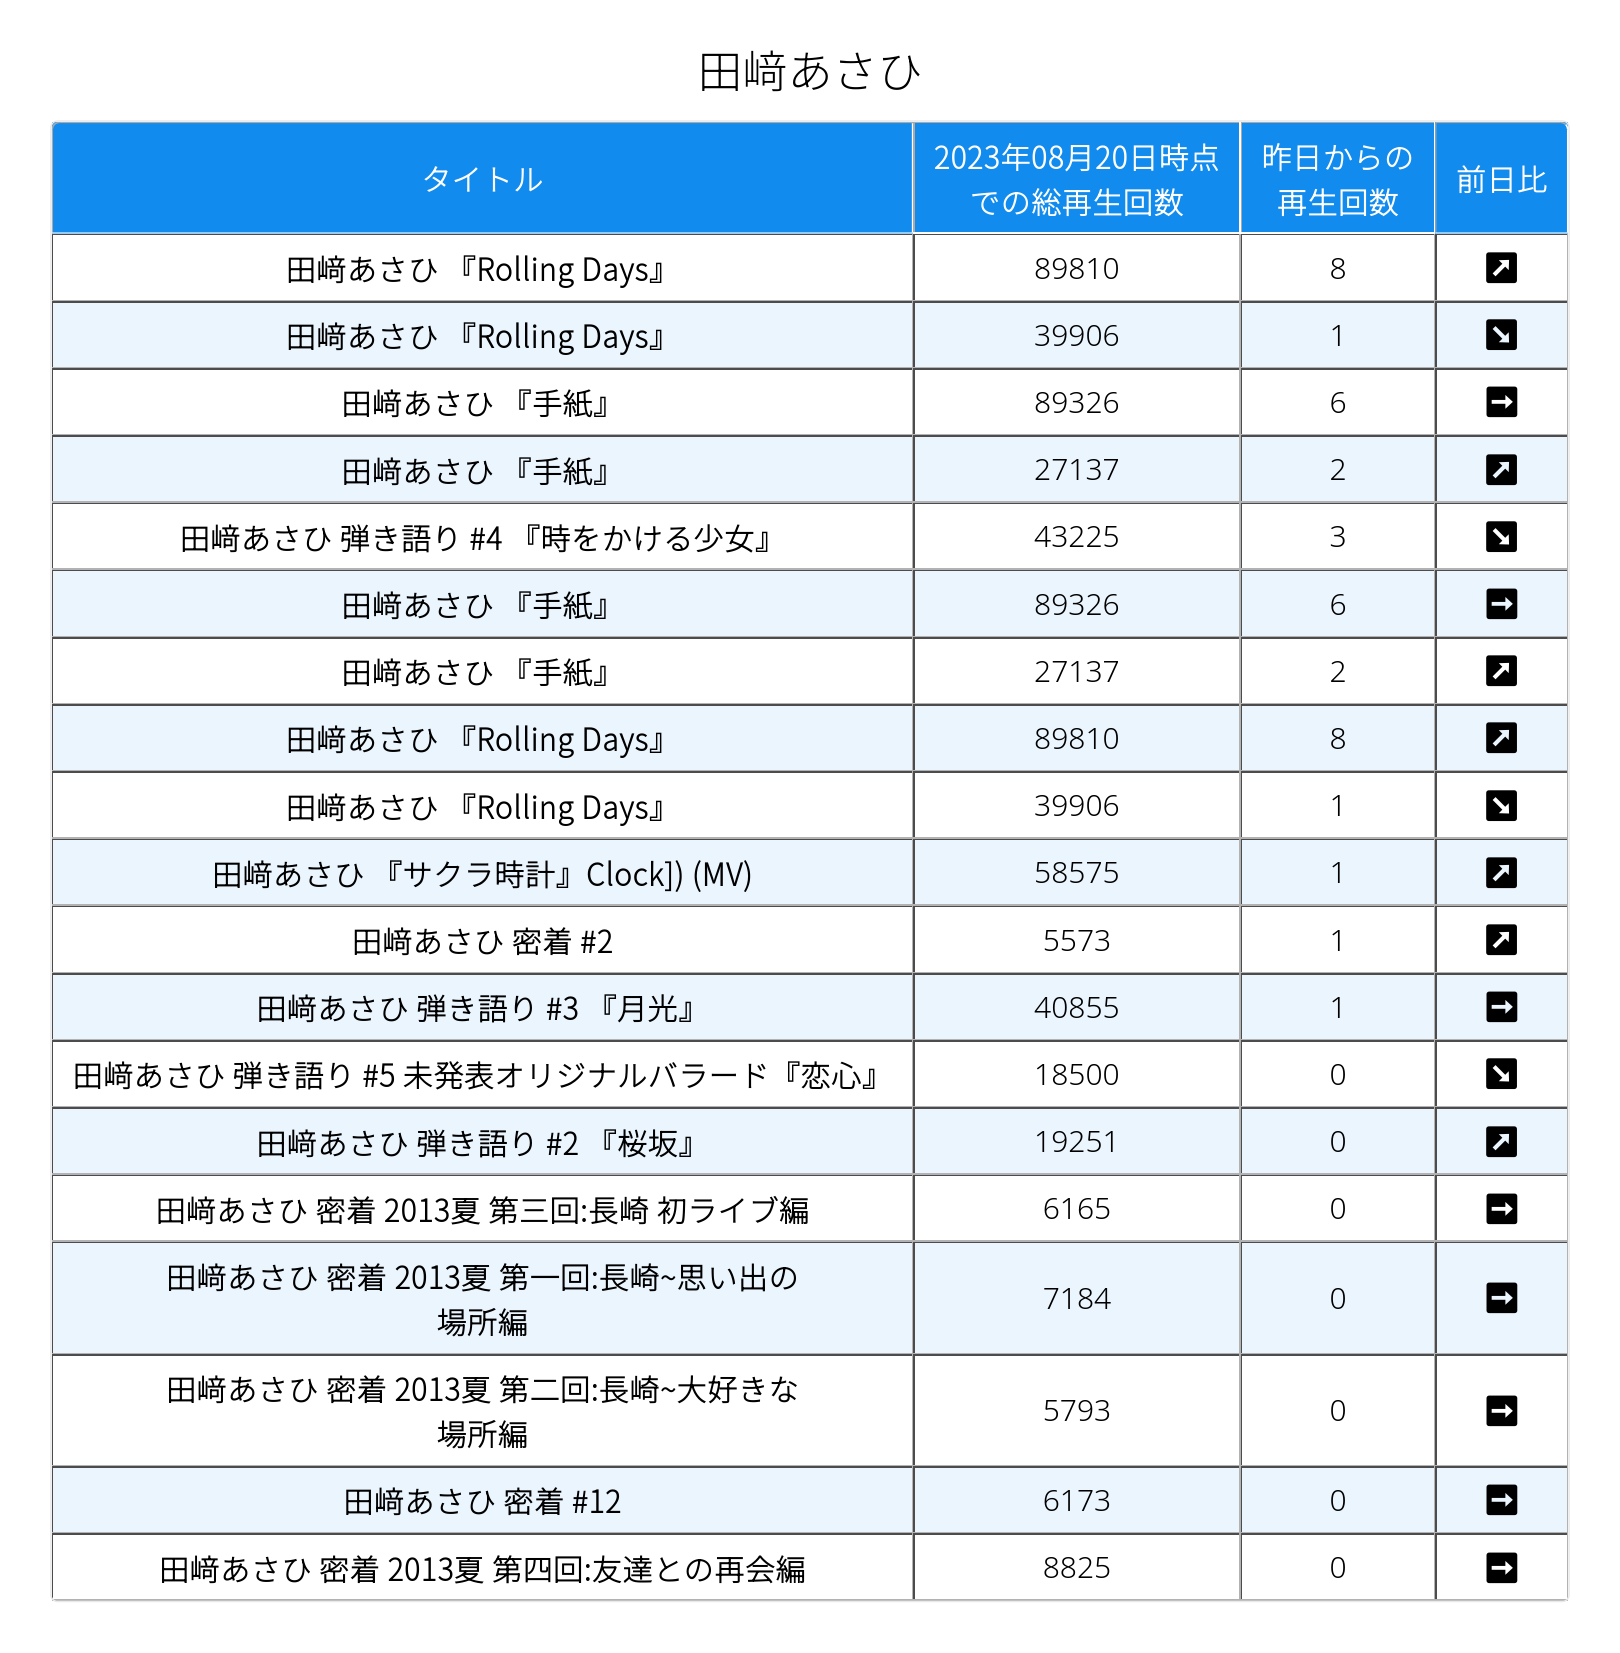 田﨑あさひ
タイトル 2023年08月20日時点 昨日からの 前日比
での総再生回数 再生回数
田﨑あさひ 『Rolling Days』 89810 8
田﨑あさひ 『Rolling Days』 39906 1
田﨑あさひ 『手紙』 89326 6
田﨑あさひ 『手紙』 27137 2
田﨑あさひ 弾き語り #4 『時をかける少女』 43225 3
田﨑あさひ 『手紙』 89326 6
田﨑あさひ 『手紙』 27137 2
田﨑あさひ 『Rolling Days』 89810 8
田﨑あさひ 『Rolling Days』 39906 1
田﨑あさひ 『サクラ時計』Clock]) (MV) 58575 1
田﨑あさひ 密着 #2 5573 1
田﨑あさひ 弾き語り #3 『月光』 40855 1
田﨑あさひ 弾き語り #5 未発表オリジナルバラード『恋心』 18500 0
田﨑あさひ 弾き語り #2 『桜坂』 19251 0
田﨑あさひ 密着 2013夏 第三回:長崎 初ライブ編 6165 0
田﨑あさひ 密着 2013夏 第一回:長崎~思い出の
場所編 7184 0
田﨑あさひ 密着 2013夏 第二回:長崎~大好きな
場所編 5793 0
田﨑あさひ 密着 #12 6173 0
田﨑あさひ 密着 2013夏 第四回:友達との再会編 8825 0